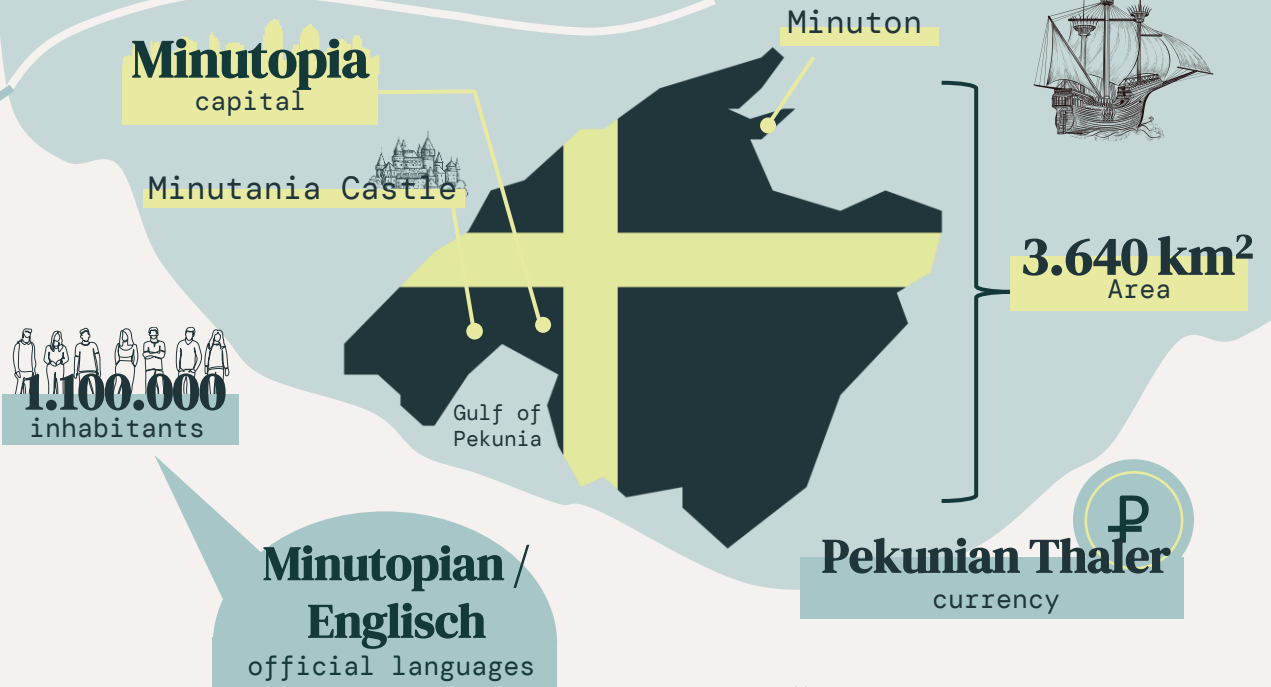 Minuton
Minutopia
capital
Minutania Castle
3.640 km²
Area
1.100.000
inhabitants
Gulf of
Pekunia
₽
Pekunian Thaler
currency
Minutopian /
Englisch
official languages